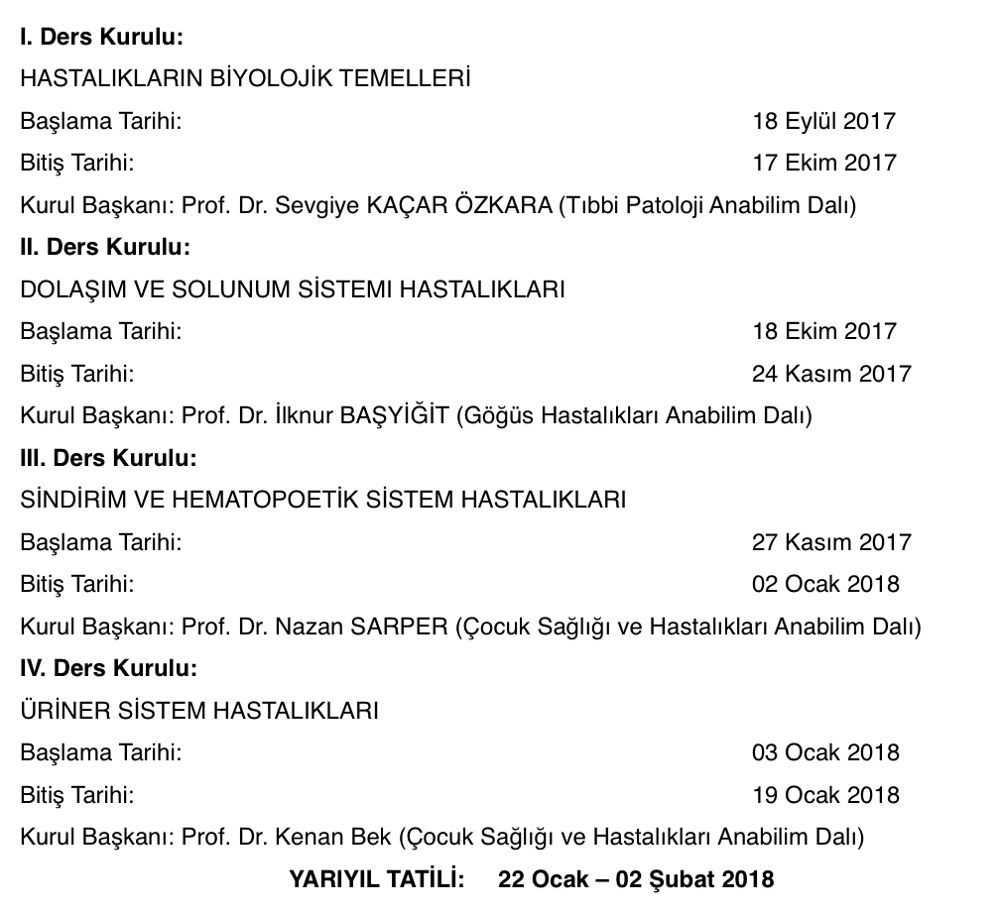 I. Ders Kurulu:
HASTALIKLARIN BİYOLOJİK TEMELLERİ
Başlama Tarihi: 18 Eylül 2017
Bitiş Tarihi: 17 Ekim 2017
Kurul Başkanı: Prof. Dr. Sevgiye KAÇAR ÖZKARA (Tıbbi Patoloji Anabilim Dalı)
II. Ders Kurulu:
DOLAŞIM VE SOLUNUM SİSTEMI HASTALIKLARI
Başlama Tarihi: 18 Ekim 2017
Bitiş Tarihi: 24 Kasım 2017
Kurul Başkanı: Prof. Dr. İlknur BAŞYİĞİT (Göğüs Hastalıkları Anabilim Dalı)
III. Ders Kurulu:
SİNDİRİM VE HEMATOPOETİK SİSTEM HASTALIKLARI
Başlama Tarihi: 27 Kasım 2017
Bitiş Tarihi: 02 Ocak 2018
Kurul Başkanı: Prof. Dr. Nazan SARPER (Çocuk Sağlığı ve Hastalıkları Anabilim Dalı)
IV. Ders Kurulu:
ÜRİNER SİSTEM HASTALIKLARI
Başlama Tarihi: 03 Ocak 2018
Bitiş Tarihi: 19 Ocak 2018
Kurul Başkanı: Prof. Dr. Kenan Bek (Çocuk Sağlığı ve Hastalıkları Anabilim Dalı)
YARIYIL TATİLİ: 22 Ocak – 02 Şubat 2018